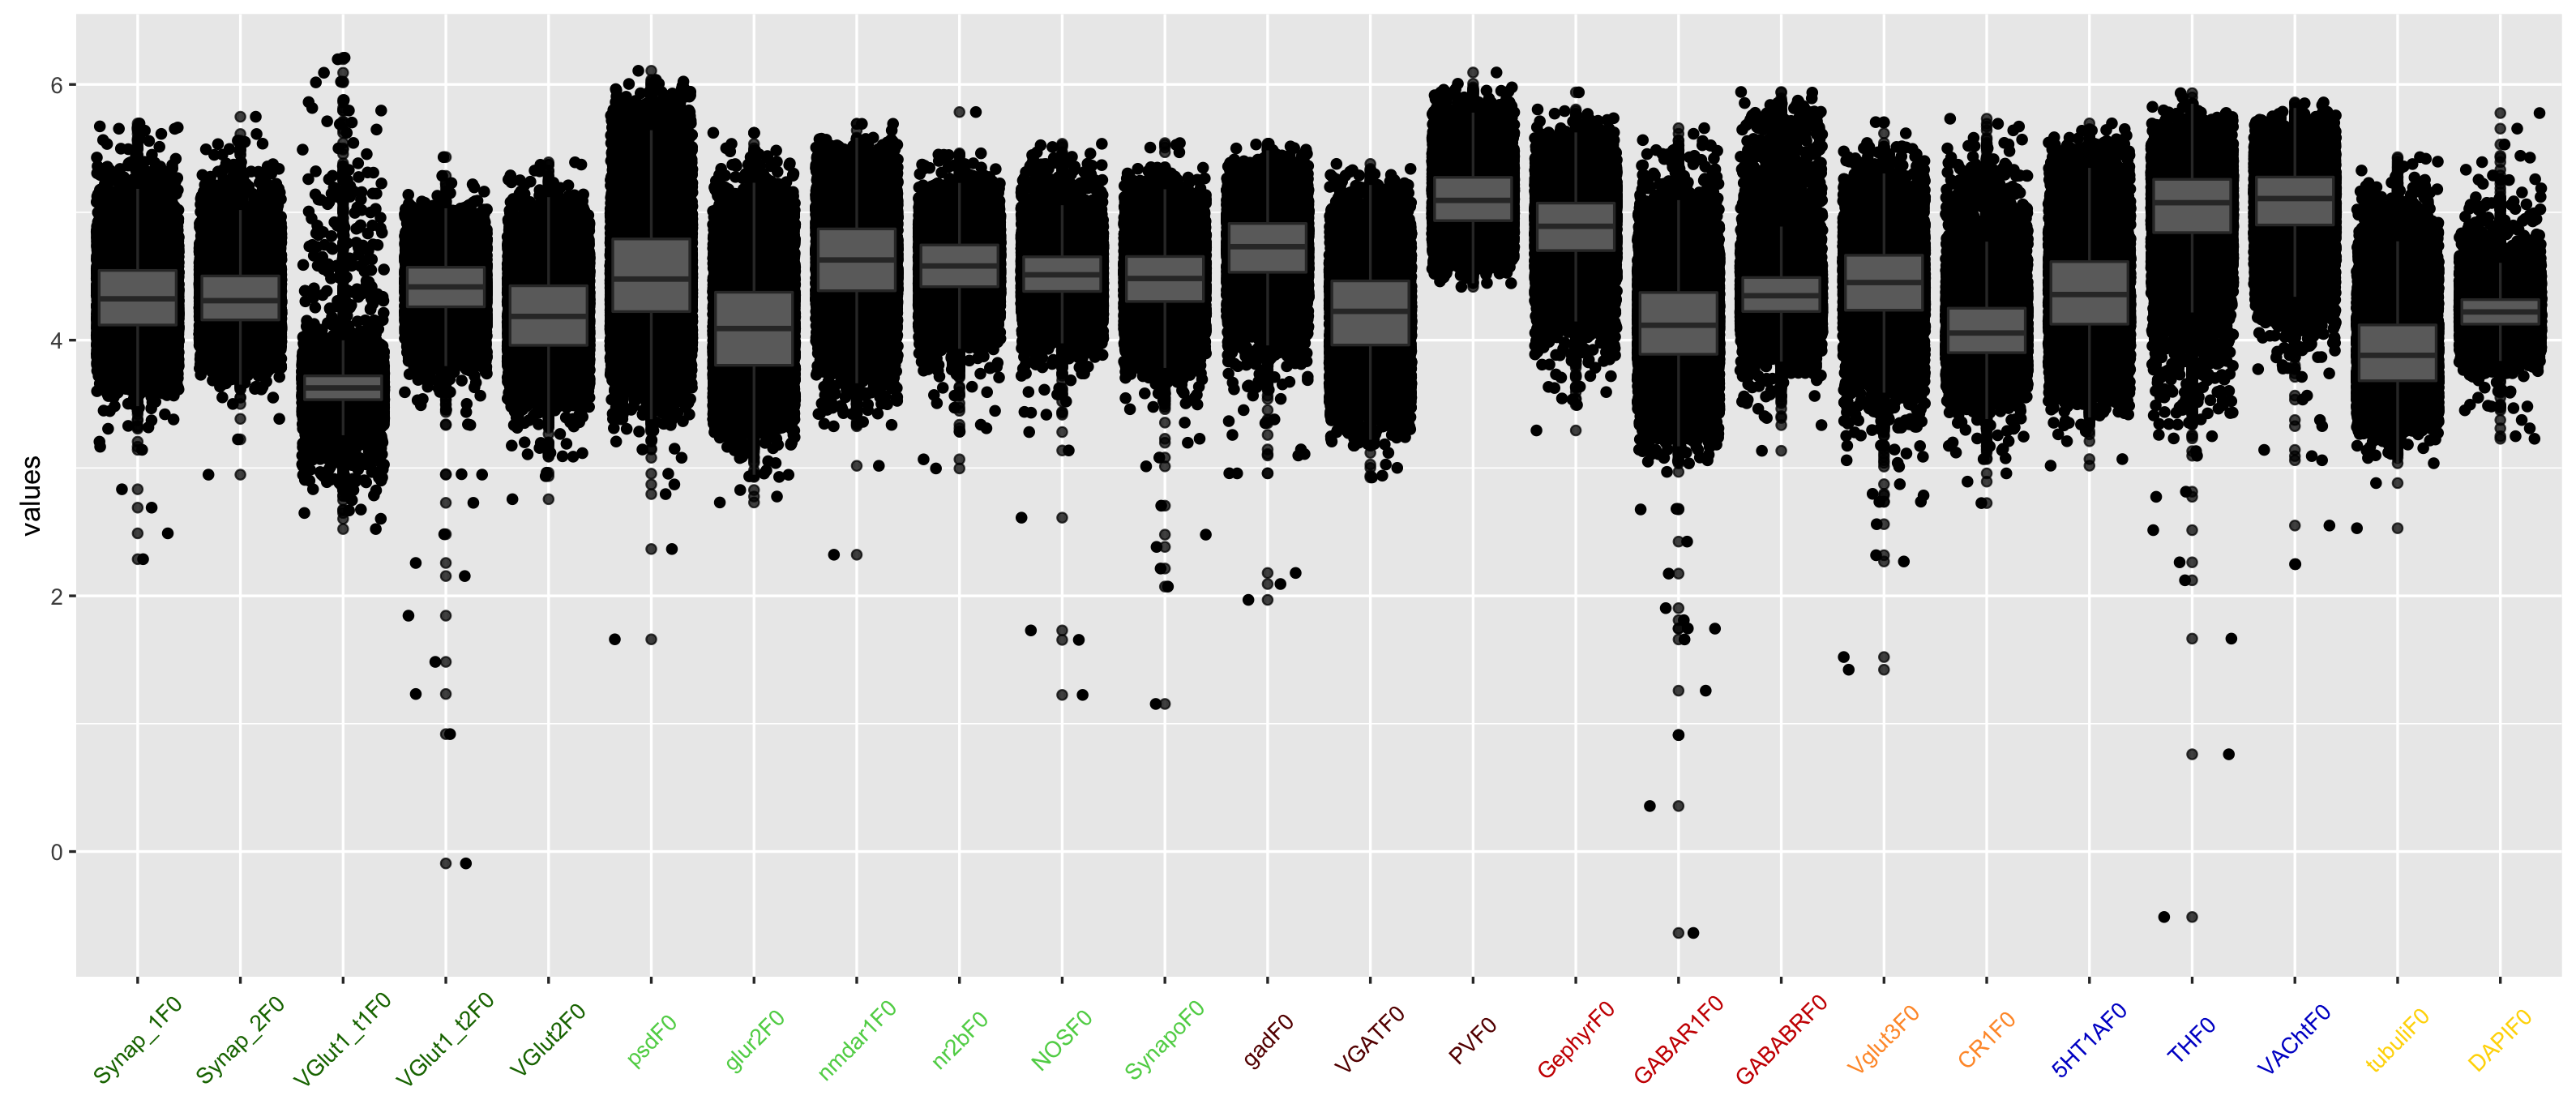 values
6
4
2
0
Synap_1F0
Synap_2F0
VGlut1_t1F0
VGlut1_t2F0
VGlut2F0
psdF0
glur2F0
nmdar1F0
nr2bF0
NOSF0
SynapoF0
gadF0
VGATF0
PVF0
GephyrF0
GABAR1F0
GABABRF0
Vglut3F0
CR1F0
5HT1AF0
THF0
VAChtF0
tubuliF0
DAPIF0